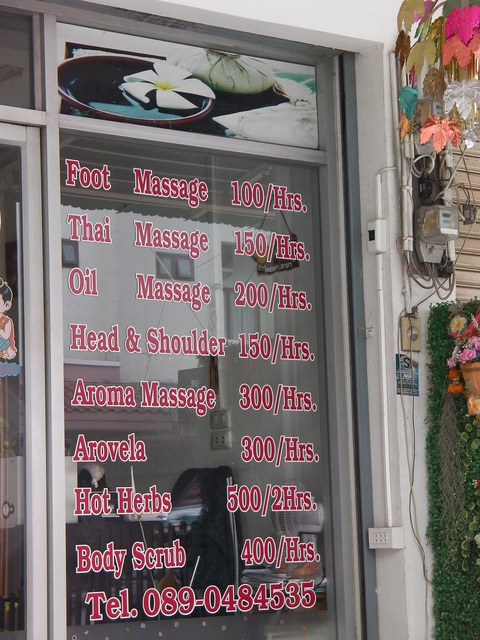 Foot Massage 100/Hrs.
Thai Massage 150/Hrs.
Oil Massage 200/Hrs.
Head & Shoulder 150/Hrs.
Aroma Massage 300/Hrs.
Arovela 300/Hrs.
Hot Herbs 500/2Hrs.
Body Scrub 400/Hrs.
Tel. 089-0484535